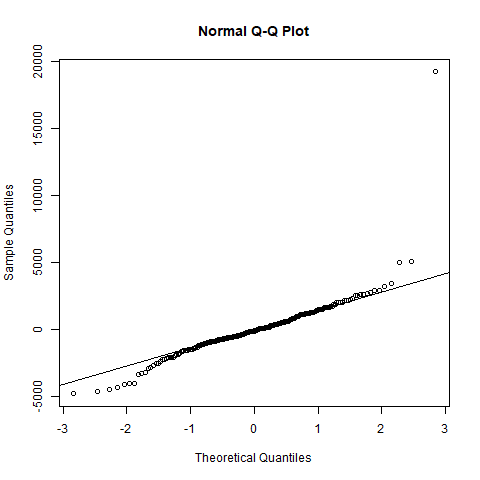 Normal Q-Q Plot
Sample Quantiles
20000
15000
10000
5000
0
-5000
-3 -2 -1 0 1 2 3
Theoretical Quantiles